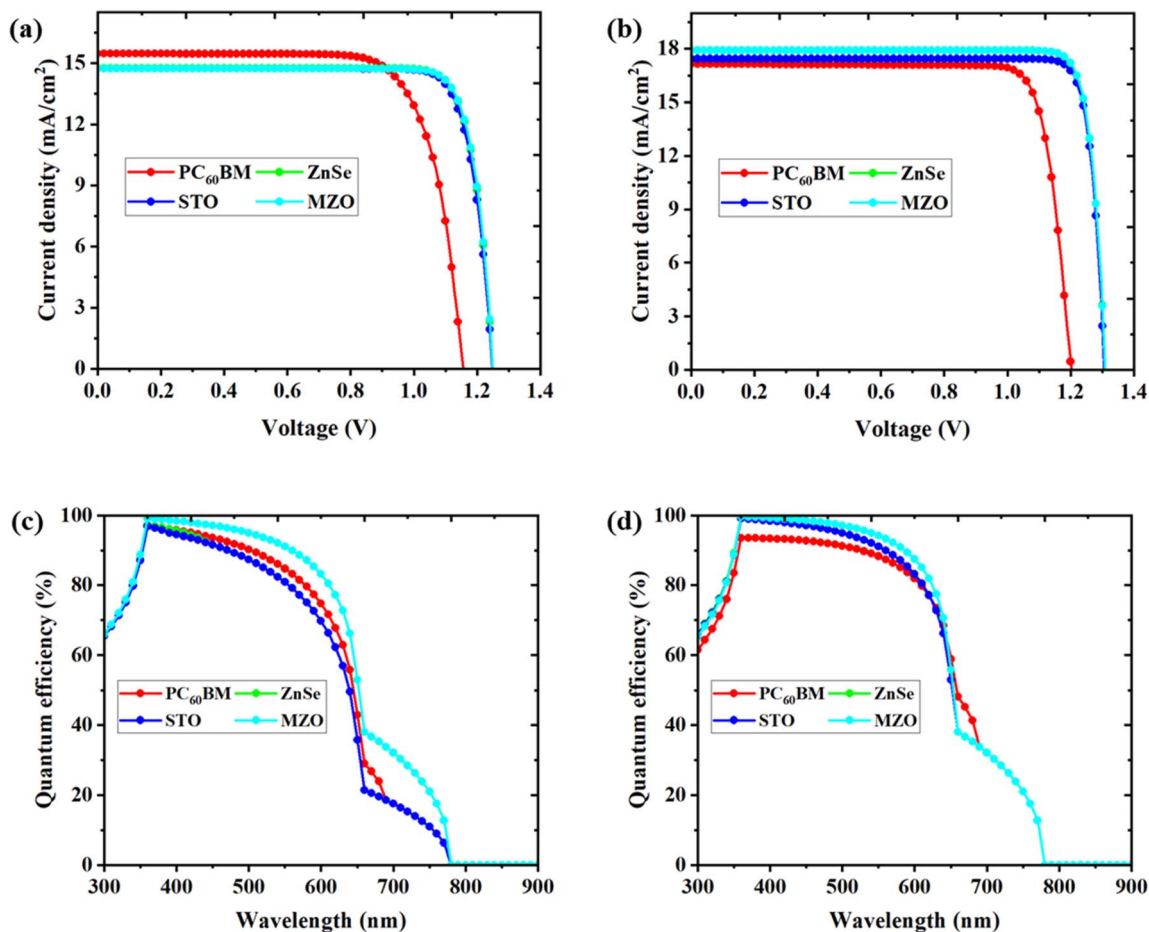 (a)
Current density (mA/cm²)
15
12
9
6
3
0
PC₆₀BM ZnSe
STO MZO
0.0 0.2 0.4 0.6 0.8 1.0 1.2 1.4
Voltage (V)
(b)
Current density (mA/cm²)
18
15
12
9
6
3
0
PC₆₀BM ZnSe
STO MZO
0.0 0.2 0.4 0.6 0.8 1.0 1.2 1.4
Voltage (V)
(c)
Quantum efficiency (%)
100
80
60
40
20
0
PC₆₀BM ZnSe
STO MZO
300 400 500 600 700 800 900
Wavelength (nm)
(d)
Quantum efficiency (%)
100
80
60
40
20
0
PC₆₀BM ZnSe
STO MZO
300 400 500 600 700 800 900
Wavelength (nm)